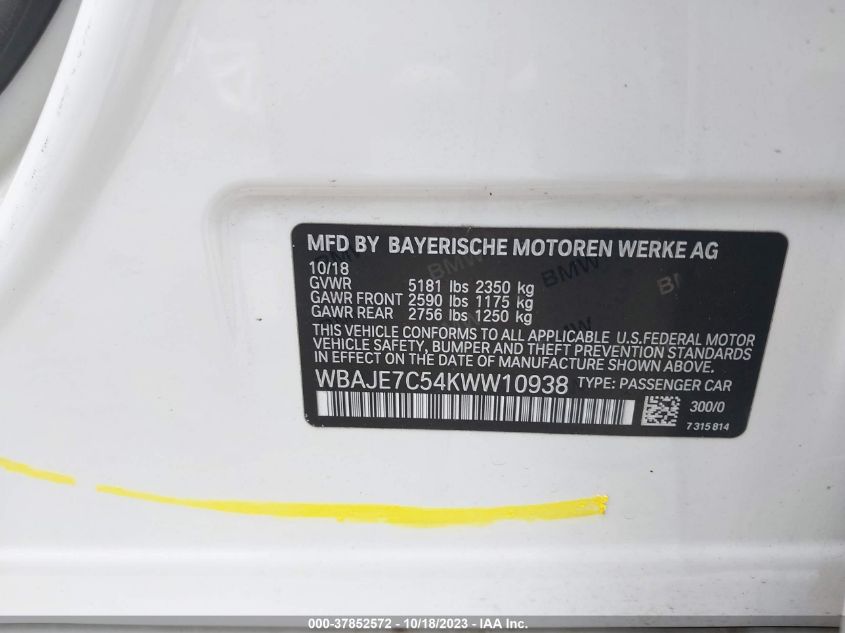 MFD BY BAYERISCHE MOTOREN WERKE AG
10/18
GVWR 5181 lbs 2350 kg
GAWR FRONT 2590 lbs 1175 kg
GAWR REAR 2756 lbs 1250 kg
THIS VEHICLE CONFORMS TO ALL APPLICABLE U.S.FEDERAL MOTOR
VEHICLE SAFETY, BUMPER AND THEFT PREVENTION STANDARDS
IN EFFECT ON THE DATE OF MANUFACTURE SHOWN ABOVE.
WBAJE7C54KWW10938 TYPE: PASSENGER CAR
300/0
7 315 814
000-37852572 - 10/18/2023 - IAA Inc.